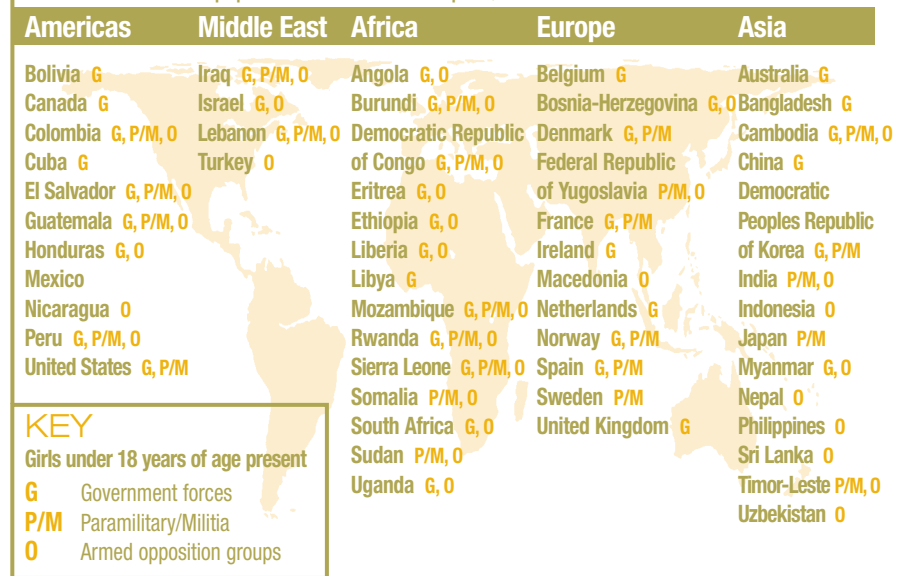 Americas
Bolivia G
Canada G
Colombia G, P/M, O
Cuba G
El Salvador G, P/M, O
Guatemala G, P/M, O
Honduras G, O
Mexico
Nicaragua O
Peru G, P/M, O
United States G, P/M
Middle East
Iraq G, P/M, O
Israel G, O
Lebanon G, P/M, O
Turkey O
Africa
Angola G, O
Burundi G, P/M, O
Democratic Republic
of Congo G, P/M, O
Eritrea G, O
Ethiopia G, O
Liberia G, O
Libya G
Mozambique G, P/M, O
Rwanda G, P/M, O
Sierra Leone G, P/M, O
Somalia P/M, O
South Africa G, O
Sudan P/M, O
Uganda G, O
Europe
Belgium G
Bosnia-Herzegovina G, O
Denmark G, P/M
Federal Republic
of Yugoslavia P/M, O
France G, P/M
Ireland G
Macedonia O
Netherlands G
Norway G, P/M
Spain G, P/M
Sweden P/M
United Kingdom G
Asia
Australia G
Bangladesh G
Cambodia G, P/M, O
China G
Democratic
Peoples Republic
of Korea G, P/M
India P/M, O
Indonesia O
Japan P/M
Myanmar G, O
Nepal O
Philippines O
Sri Lanka O
Timor-Leste P/M, O
Uzbekistan O
KEY
Girls under 18 years of age present
G Government forces
P/M Paramilitary/Militia
O Armed opposition groups